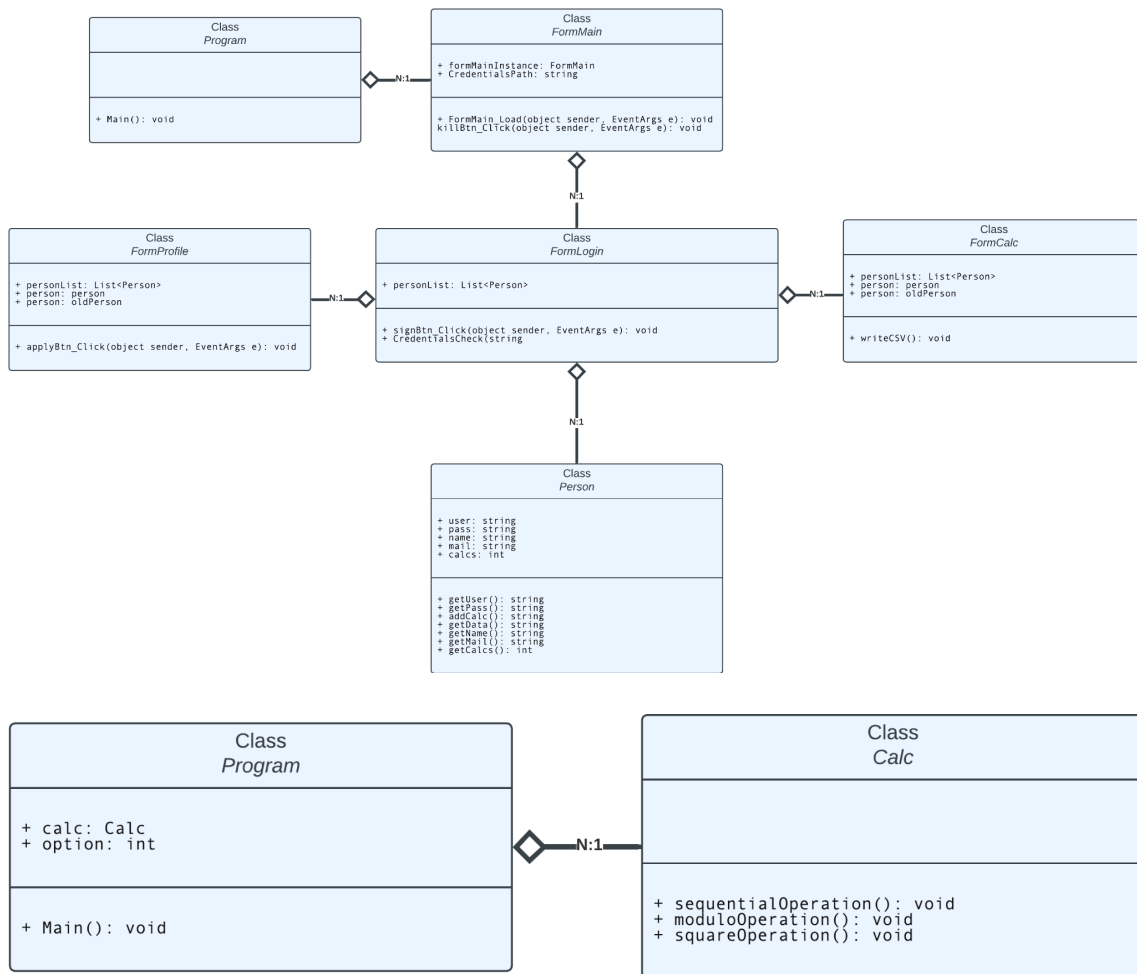 Class
Program
+ Main(): void
N:1
Class
FormMain
+ formMainInstance: FormMain
+ CredentialsPath: string
+ FormMain_Load(object sender, EventArgs e): void
killBtn_Click(object sender, EventArgs e): void
N:1
Class
FormProfile
+ personList: List<Person>
+ person: person
+ person: oldPerson
+ applyBtn_Click(object sender, EventArgs e): void
N:1
Class
FormLogin
+ personList: List<Person>
+ signBtn_Click(object sender, EventArgs e): void
+ CredentialsCheck(string
N:1
Class
FormCalc
+ personList: List<Person>
+ person: person
+ person: oldPerson
+ writeCSV(): void
N:1
Class
Person
+ user: string
+ pass: string
+ name: string
+ mail: string
+ calcs: int
+ getUser(): string
+ getPass(): string
+ addCalc(): string
+ getData(): string
+ getName(): string
+ getMail(): string
+ getCalcs(): int
Class
Program
+ calc: Calc
+ option: int
+ Main(): void
N:1
Class
Calc
+ sequentialOperation(): void
+ moduloOperation(): void
+ squareOperation(): void